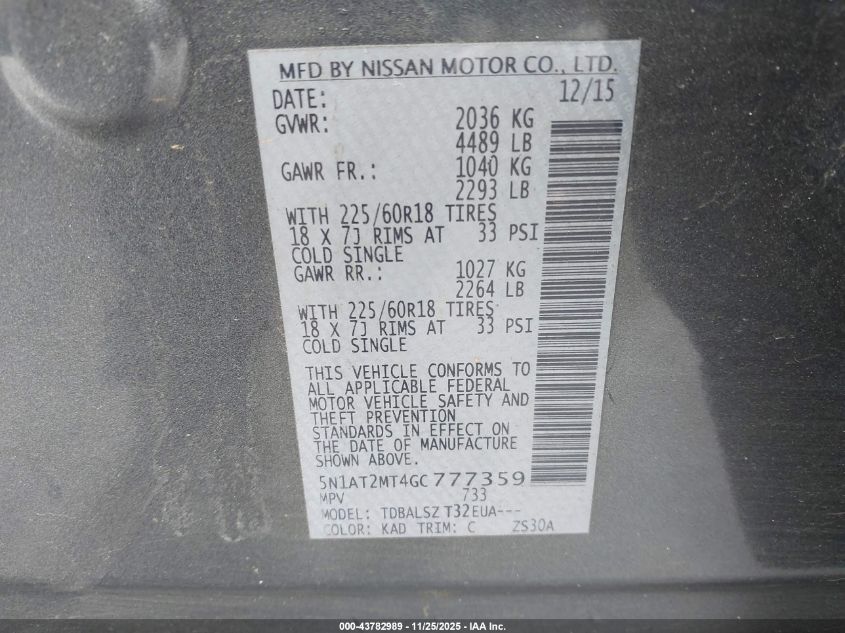 MFD BY NISSAN MOTOR CO., LTD.
DATE: 12/15
GVWR: 2036 KG
4489 LB
GAWR FR.: 1040 KG
2293 LB
WITH 225/60R18 TIRES
18 X 7J RIMS AT 33 PSI
COLD SINGLE
GAWR RR.: 1027 KG
2264 LB
WITH 225/60R18 TIRES
18 X 7J RIMS AT 33 PSI
COLD SINGLE
THIS VEHICLE CONFORMS TO
ALL APPLICABLE FEDERAL
MOTOR VEHICLE SAFETY AND
THEFT PREVENTION
STANDARDS IN EFFECT ON
THE DATE OF MANUFACTURE
SHOWN ABOVE.
5N1AT2MT4GC777359
MPV 733
MODEL: TDBALSZ T32EUA---
COLOR: KAD TRIM: C ZS30A
000-43782989 - 11/25/2025 - IAA Inc.